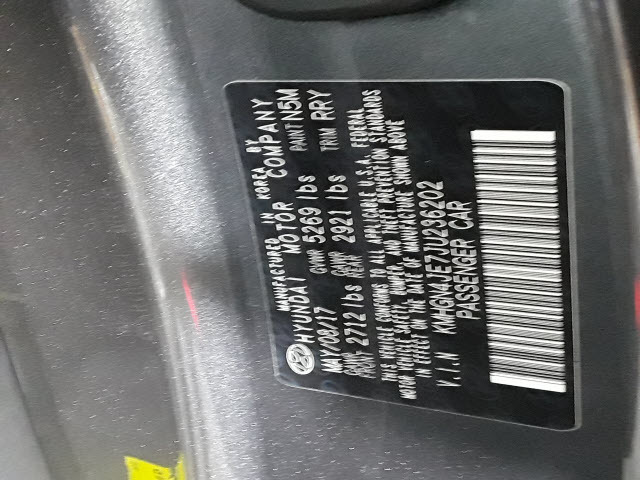 MANUFACTURED IN KOREA BY
HYUNDAI MOTOR COMPANY
MAY/08/17 GVWR 5269 lbs PAINT N5M
GAWR FRONT 2712 lbs GAWR REAR 2921 lbs TRIM RRY
THIS VEHICLE CONFORMS TO ALL APPLICABLE U.S.A. FEDERAL
MOTOR VEHICLE SAFETY, BUMPER, AND THEFT PREVENTION STANDARDS
IN EFFECT ON THE DATE OF MANUFACTURE SHOWN ABOVE
V.I.N KMHGN4JE7JU236202
PASSENGER CAR